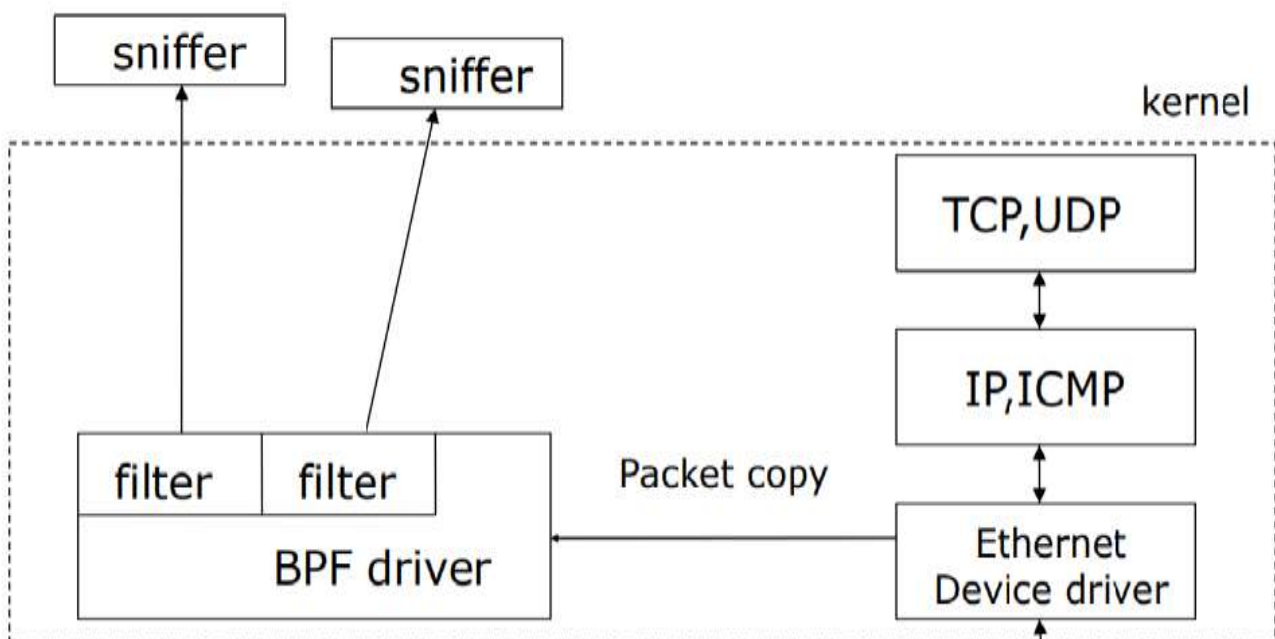 sniffer
sniffer
kernel
TCP,UDP
IP,ICMP
filter
filter
Packet copy
BPF driver
Ethernet
Device driver